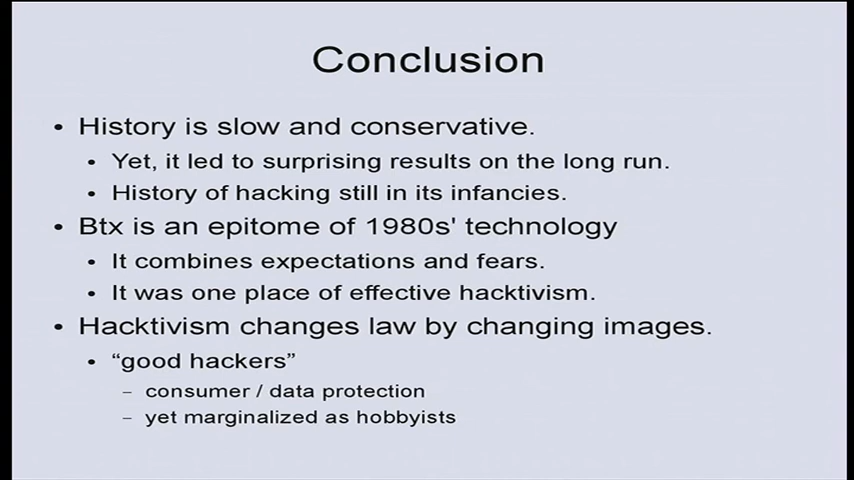 Conclusion
• History is slow and conservative.
• Yet, it led to surprising results on the long run.
• History of hacking still in its infancies.
• Btx is an epitome of 1980s' technology
• It combines expectations and fears.
• It was one place of effective hacktivism.
• Hacktivism changes law by changing images.
• “good hackers”
– consumer / data protection
– yet marginalized as hobbyists